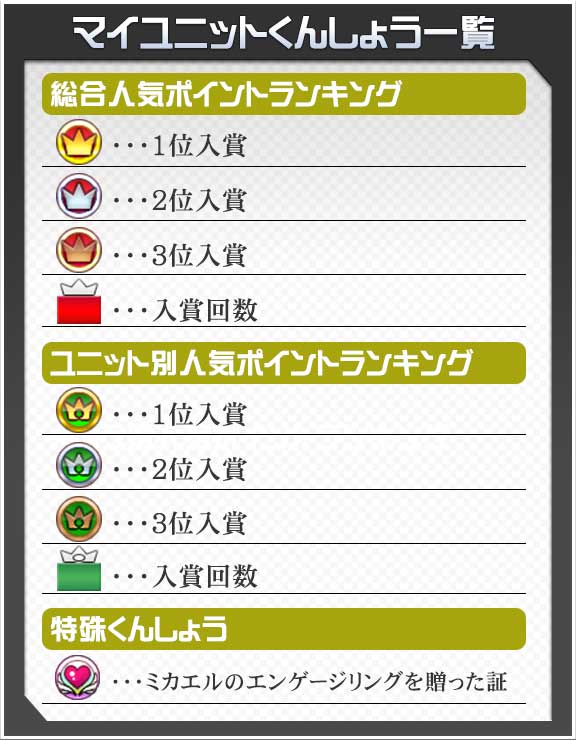 マイユニットくんしょう一覧
総合人気ポイントランキング
・・・1位入賞
・・・2位入賞
・・・3位入賞
・・・入賞回数
ユニット別人気ポイントランキング
・・・1位入賞
・・・2位入賞
・・・3位入賞
・・・入賞回数
特殊くんしょう
・・・ミカエルのエンゲージリングを贈った証